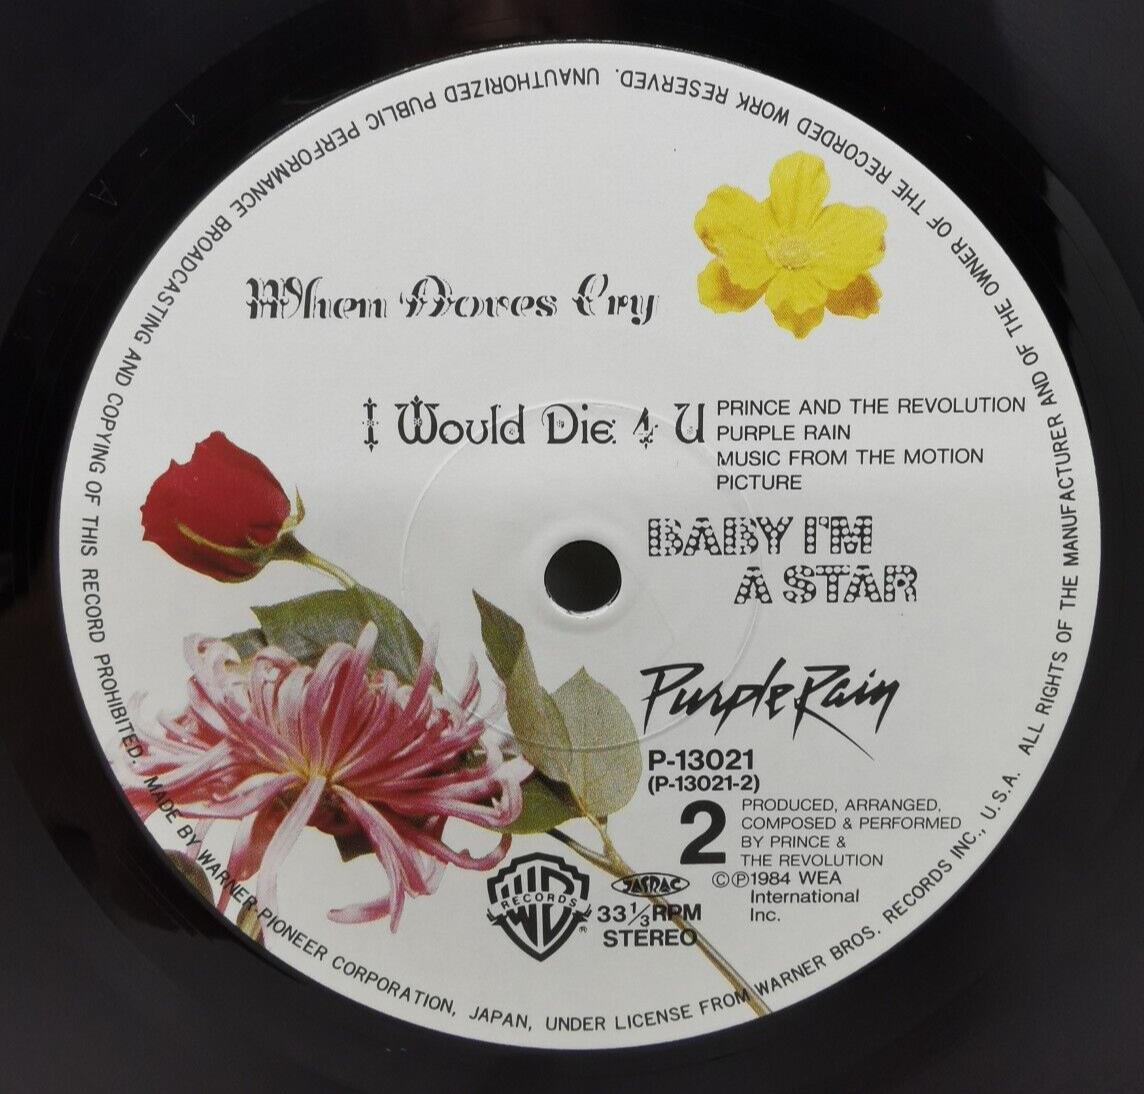 When Doves Cry
I Would Die 4 U
PRINCE AND THE REVOLUTION
PURPLE RAIN
MUSIC FROM THE MOTION
PICTURE
BABY I'M
A STAR
Purple Rain
P-13021
(P-13021-2)
2
PRODUCED, ARRANGED,
COMPOSED & PERFORMED
BY PRINCE &
THE REVOLUTION
©℗1984 WEA
International
Inc.
WB
RECORDS
®
JASRAC
33 1/3 RPM
STEREO
ALL RIGHTS OF THE MANUFACTURER AND OF THE OWNER OF THE RECORDED WORK RESERVED. UNAUTHORIZED PUBLIC PERFORMANCE BROADCASTING AND COPYING OF THIS RECORD PROHIBITED. MADE BY WARNER-PIONEER CORPORATION, JAPAN, UNDER LICENSE FROM WARNER BROS. RECORDS INC., U.S.A.